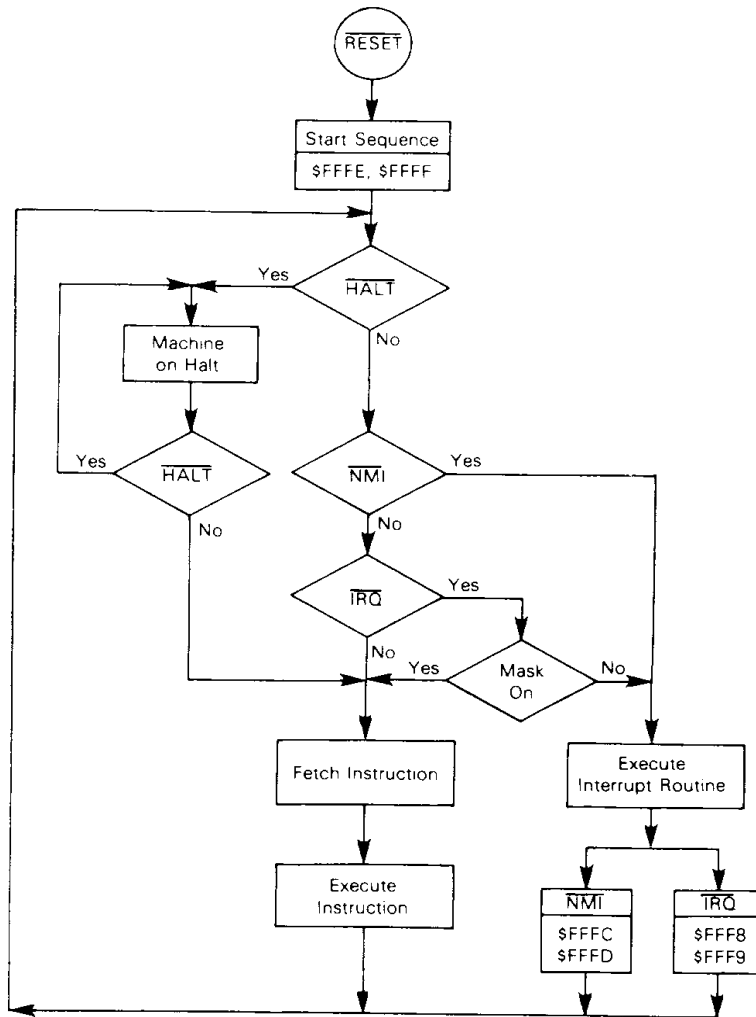 RESET
Start Sequence
$FFFE, $FFFF
Yes
HALT
No
Machine
on Halt
Yes
HALT
No
NMI
Yes
No
IRQ
Yes
No
Yes
Mask
On
No
Fetch Instruction
Execute
Interrupt Routine
Execute
Instruction
NMI
$FFFC
$FFFD
IRQ
$FFF8
$FFF9